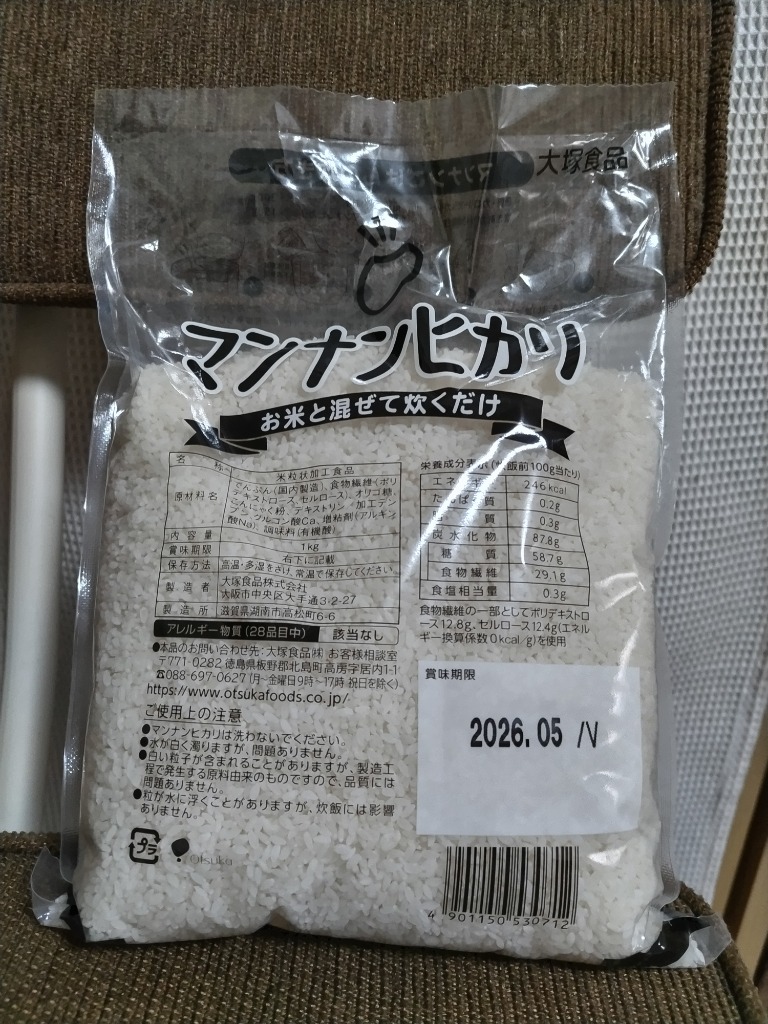 大塚食品
マンナンヒカリ
お米と混ぜて炊くだけ
名 称 米粒状加工食品
原材料名 でんぷん(国内製造)、食物繊維(ポリ
デキストロース、セルロース)、オリゴ糖、
こんにゃく粉、デキストリン/加工デン
プン、グルコン酸Ca、増粘剤(アルギン
酸Na)、調味料(有機酸)
内容量 1kg
賞味期限 右下に記載
保存方法 高温・多湿をさけ、常温で保存してください
製造者 大塚食品株式会社
大阪市中央区大手通3-2-27
製造所 滋賀県湖南市高松町6-6
アレルギー物質(28品目中) 該当なし
●本品のお問い合わせ先:大塚食品㈱ お客様相談室
〒771-0282 徳島県板野郡北島町高房字居内1-1
☎088-697-0627(月〜金曜日9時〜17時 祝日を除く)
https://www.otsukafoods.co.jp/
ご使用上の注意
●マンナンヒカリは洗わないでください。
●水が白く濁りますが、問題ありません。
●白い粒子が含まれることがありますが、製造工
程で発生する原料由来のものですので、品質には
問題ありません。
●粒が水に浮くことがありますが、炊飯には影響
ありません。
プラ
Otsuka
栄養成分表示(炊飯前100g当たり)
エネルギー 246kcal
たんぱく質 0.2g
脂質 0.3g
炭水化物 87.8g
糖質 58.7g
食物繊維 29.1g
食塩相当量 0.3g
食物繊維の一部としてポリデキストロ
ース12.8g、セルロース12.4g(エネル
ギー換算係数0kcal/g)を使用
賞味期限
2026.05 /V
4 901150 530712